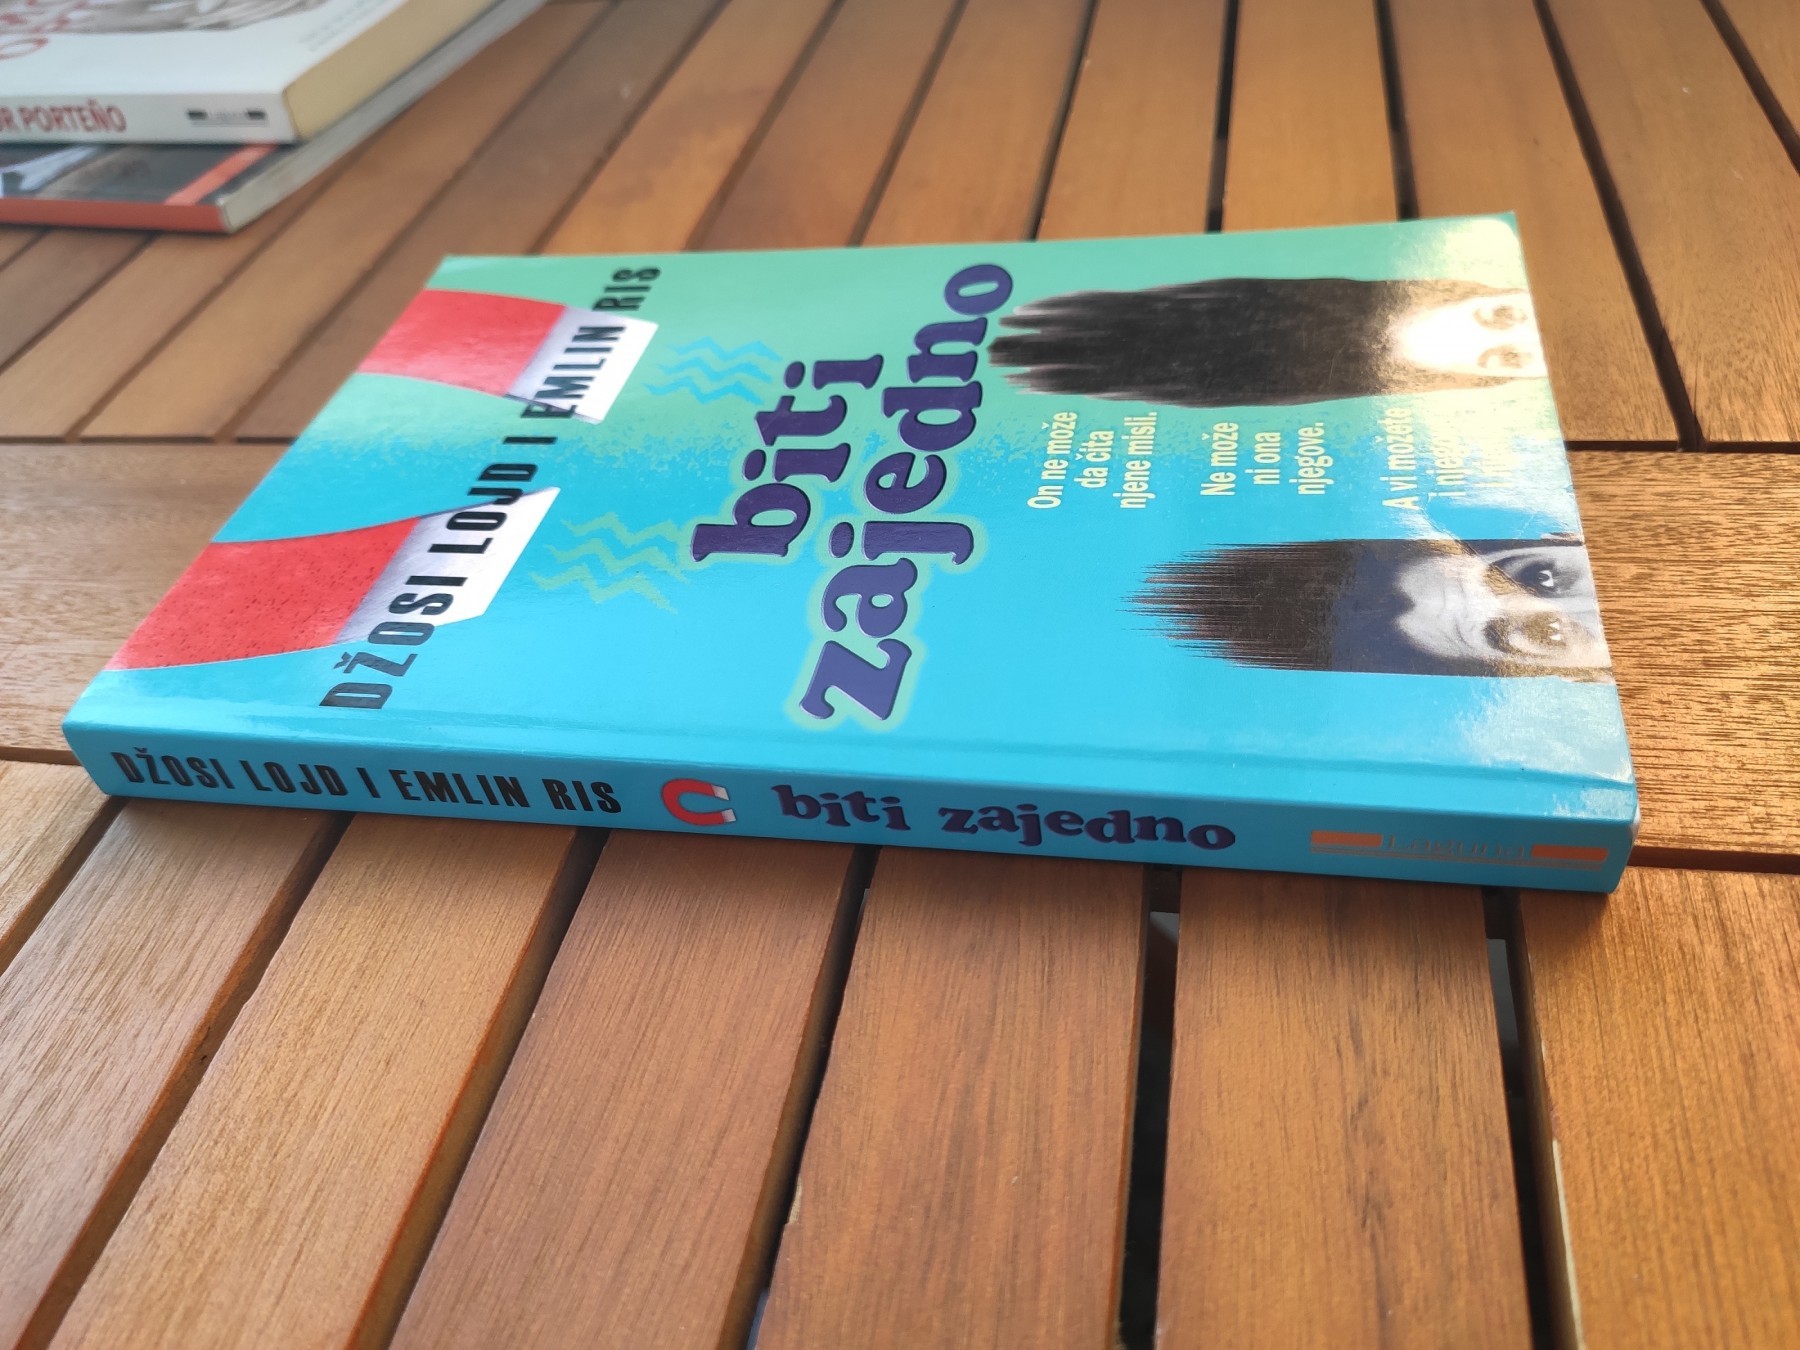 DŽOSI LOJD I EMLIN RIS
biti
zajedno
On ne može
da čita
njene misli.
Ne može
ni ona
njegove.
A vi možete
DŽOSI LOJD I EMLIN RIS biti zajedno Laguna
PORTEÑO